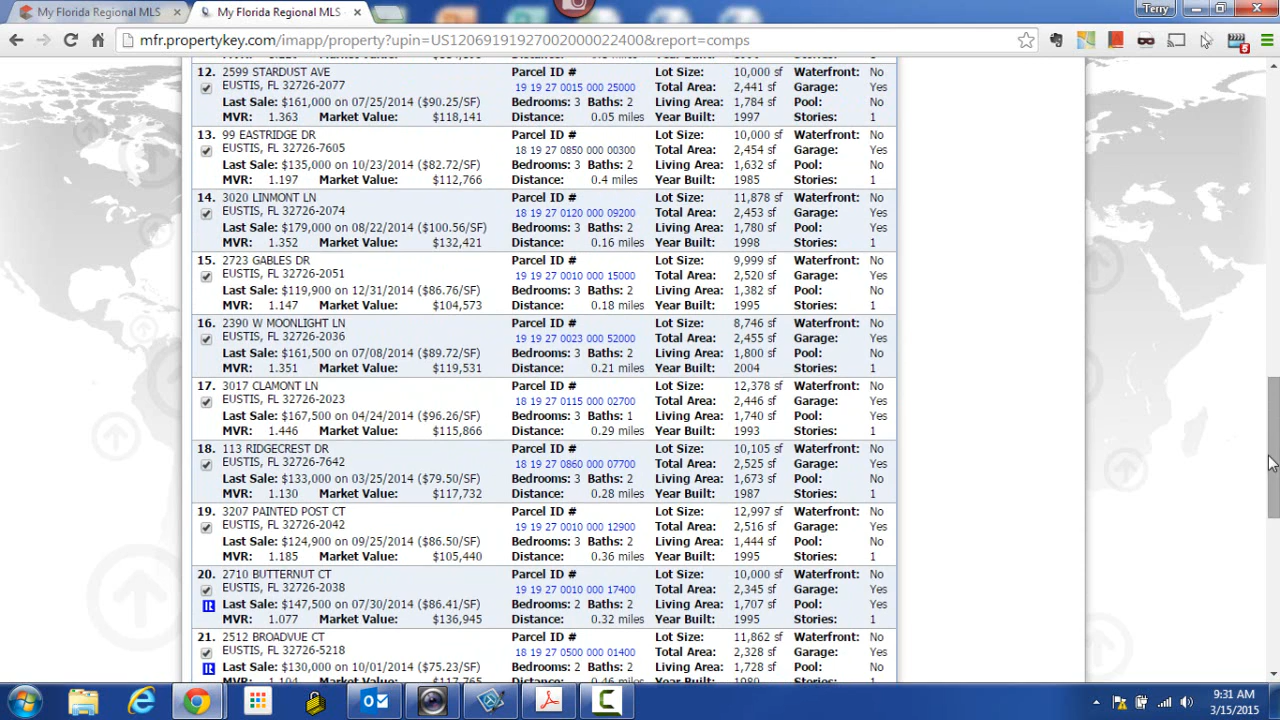 My Florida Regional MLS
My Florida Regional MLS
Terry
mfr.propertykey.com/imapp/property?upin=US12069191927002000022400&report=comps
5
12. 2599 STARDUST AVE Parcel ID # Lot Size: 10,000 sf Waterfront: No
EUSTIS, FL 32726-2077 19 19 27 0015 000 25000 Total Area: 2,441 sf Garage: Yes
Last Sale: $161,000 on 07/25/2014 ($90.25/SF) Bedrooms: 3 Baths: 2 Living Area: 1,784 sf Pool: No
MVR: 1.363 Market Value: $118,141 Distance: 0.05 miles Year Built: 1997 Stories: 1
13. 99 EASTRIDGE DR Parcel ID # Lot Size: 10,000 sf Waterfront: No
EUSTIS, FL 32726-7605 18 19 27 0850 000 00300 Total Area: 2,454 sf Garage: Yes
Last Sale: $135,000 on 10/23/2014 ($82.72/SF) Bedrooms: 3 Baths: 2 Living Area: 1,632 sf Pool: No
MVR: 1.197 Market Value: $112,766 Distance: 0.4 miles Year Built: 1985 Stories: 1
14. 3020 LINMONT LN Parcel ID # Lot Size: 11,878 sf Waterfront: No
EUSTIS, FL 32726-2074 18 19 27 0120 000 09200 Total Area: 2,453 sf Garage: Yes
Last Sale: $179,000 on 08/22/2014 ($100.56/SF) Bedrooms: 3 Baths: 2 Living Area: 1,780 sf Pool: Yes
MVR: 1.352 Market Value: $132,421 Distance: 0.16 miles Year Built: 1998 Stories: 1
15. 2723 GABLES DR Parcel ID # Lot Size: 9,999 sf Waterfront: No
EUSTIS, FL 32726-2051 19 19 27 0010 000 15000 Total Area: 2,520 sf Garage: Yes
Last Sale: $119,900 on 12/31/2014 ($86.76/SF) Bedrooms: 3 Baths: 2 Living Area: 1,382 sf Pool: No
MVR: 1.147 Market Value: $104,573 Distance: 0.18 miles Year Built: 1995 Stories: 1
16. 2390 W MOONLIGHT LN Parcel ID # Lot Size: 8,746 sf Waterfront: No
EUSTIS, FL 32726-2036 19 19 27 0023 000 52000 Total Area: 2,455 sf Garage: Yes
Last Sale: $161,500 on 07/08/2014 ($89.72/SF) Bedrooms: 3 Baths: 2 Living Area: 1,800 sf Pool: No
MVR: 1.351 Market Value: $119,531 Distance: 0.21 miles Year Built: 2004 Stories: 1
17. 3017 CLAMONT LN Parcel ID # Lot Size: 12,378 sf Waterfront: No
EUSTIS, FL 32726-2023 18 19 27 0115 000 02700 Total Area: 2,446 sf Garage: Yes
Last Sale: $167,500 on 04/24/2014 ($96.26/SF) Bedrooms: 3 Baths: 1 Living Area: 1,740 sf Pool: Yes
MVR: 1.446 Market Value: $115,866 Distance: 0.29 miles Year Built: 1993 Stories: 1
18. 113 RIDGECREST DR Parcel ID # Lot Size: 10,105 sf Waterfront: No
EUSTIS, FL 32726-7642 18 19 27 0860 000 07700 Total Area: 2,525 sf Garage: Yes
Last Sale: $133,000 on 03/25/2014 ($79.50/SF) Bedrooms: 3 Baths: 2 Living Area: 1,673 sf Pool: No
MVR: 1.130 Market Value: $117,732 Distance: 0.28 miles Year Built: 1987 Stories: 1
19. 3207 PAINTED POST CT Parcel ID # Lot Size: 12,997 sf Waterfront: No
EUSTIS, FL 32726-2042 19 19 27 0010 000 12900 Total Area: 2,516 sf Garage: Yes
Last Sale: $124,900 on 09/25/2014 ($86.50/SF) Bedrooms: 3 Baths: 2 Living Area: 1,444 sf Pool: No
MVR: 1.185 Market Value: $105,440 Distance: 0.36 miles Year Built: 1995 Stories: 1
20. 2710 BUTTERNUT CT Parcel ID # Lot Size: 10,000 sf Waterfront: No
EUSTIS, FL 32726-2038 19 19 27 0010 000 17400 Total Area: 2,345 sf Garage: Yes
Last Sale: $147,500 on 07/30/2014 ($86.41/SF) Bedrooms: 2 Baths: 2 Living Area: 1,707 sf Pool: Yes
MVR: 1.077 Market Value: $136,945 Distance: 0.32 miles Year Built: 1995 Stories: 1
21. 2512 BROADVUE CT Parcel ID # Lot Size: 11,862 sf Waterfront: No
EUSTIS, FL 32726-5218 18 19 27 0500 000 01400 Total Area: 2,328 sf Garage: Yes
Last Sale: $130,000 on 10/01/2014 ($75.23/SF) Bedrooms: 2 Baths: 2 Living Area: 1,728 sf Pool: No
9:31 AM
3/15/2015